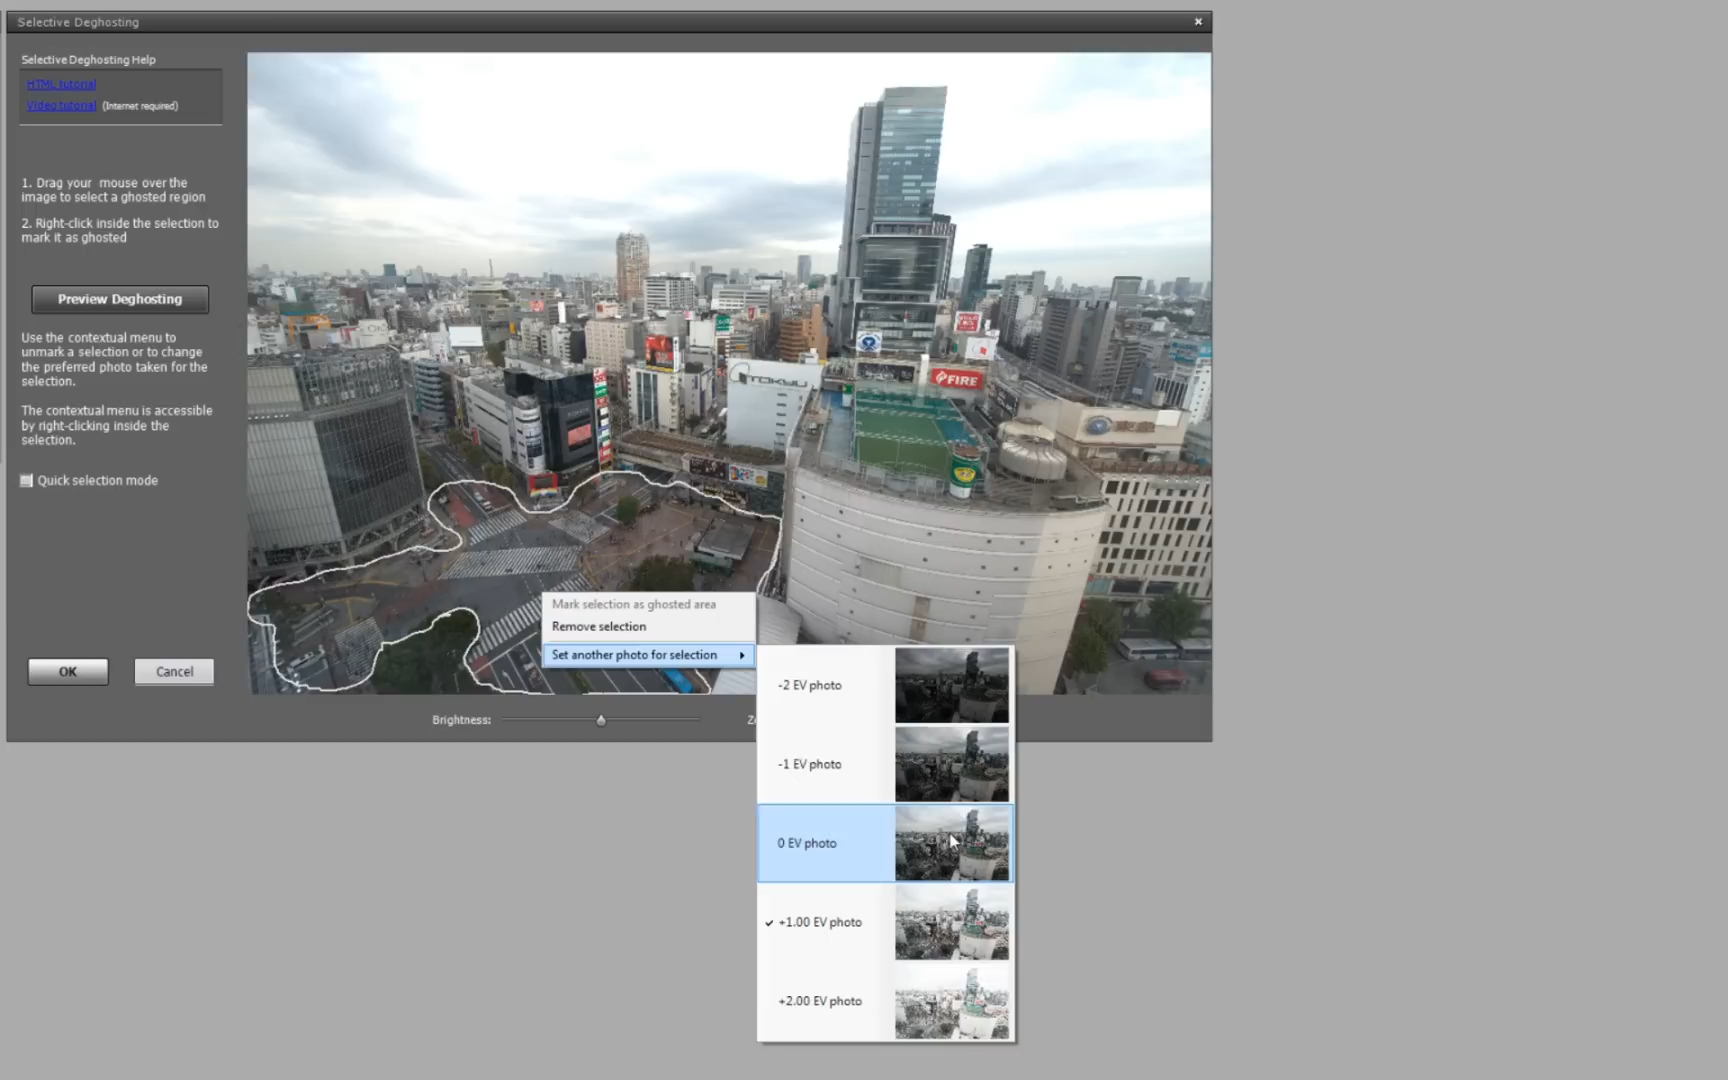 Selective Deghosting
Selective Deghosting Help
HTML tutorial
Video tutorial (Internet required)
1. Drag your mouse over the
image to select a ghosted region
2. Right-click inside the selection to
mark it as ghosted
Preview Deghosting
Use the contextual menu to
unmark a selection or to change
the preferred photo taken for the
selection.
The contextual menu is accessible
by right-clicking inside the
selection.
Quick selection mode
OK
Cancel
TOKYU
FIRE
Mark selection as ghosted area
Remove selection
Set another photo for selection
Brightness:
-2 EV photo
-1 EV photo
0 EV photo
+1.00 EV photo
+2.00 EV photo